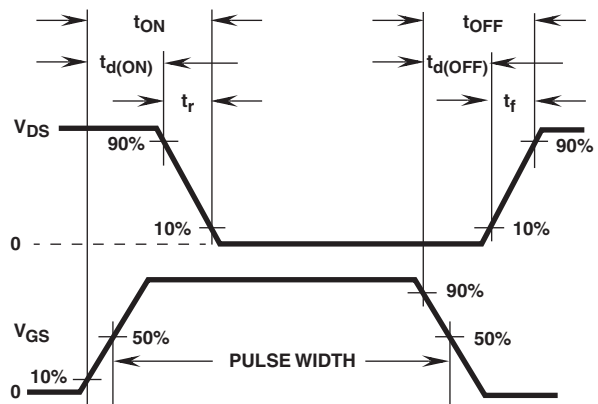 tON
tOFF
td(ON)
td(OFF)
tr
tf
VDS
90%
90%
10%
10%
0
90%
VGS
50%
50%
PULSE WIDTH
10%
0